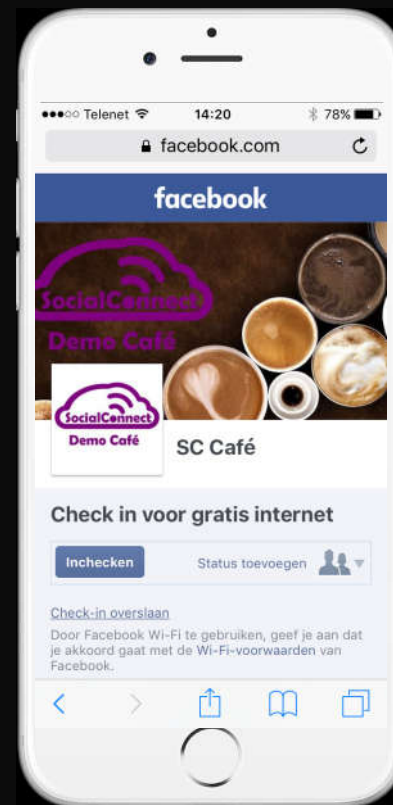 Telenet 14:20 78%
facebook.com
facebook
SocialConnect
Demo Café
SocialConnect
Demo Café
SC Café
Check in voor gratis internet
Inchecken Status toevoegen
Check-in overslaan
Door Facebook Wi-Fi te gebruiken, geef je aan dat
je akkoord gaat met de Wi-Fi-voorwaarden van
Facebook.